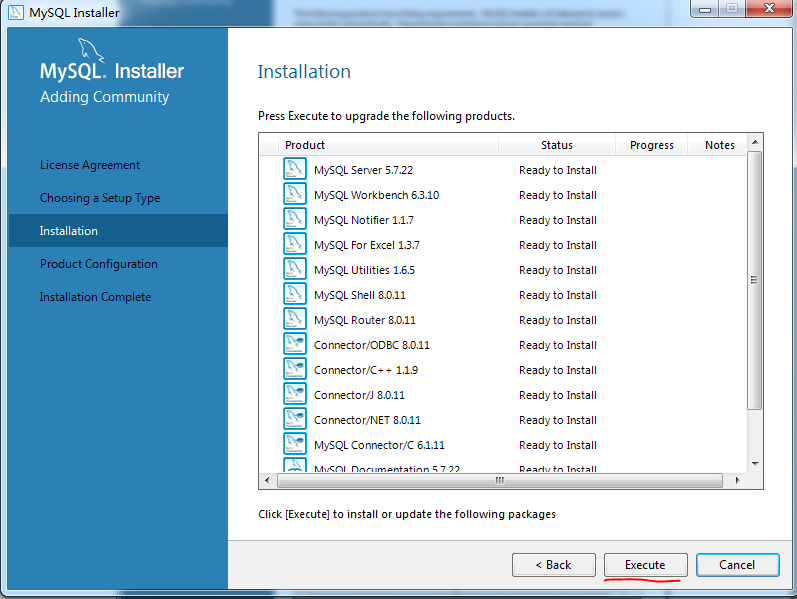 MySQL Installer
MySQL. Installer
Adding Community
License Agreement
Choosing a Setup Type
Installation
Product Configuration
Installation Complete
Installation
Press Execute to upgrade the following products.
Product Status Progress Notes
MySQL Server 5.7.22 Ready to Install
MySQL Workbench 6.3.10 Ready to Install
MySQL Notifier 1.1.7 Ready to Install
MySQL For Excel 1.3.7 Ready to Install
MySQL Utilities 1.6.5 Ready to Install
MySQL Shell 8.0.11 Ready to Install
MySQL Router 8.0.11 Ready to Install
Connector/ODBC 8.0.11 Ready to Install
Connector/C++ 1.1.9 Ready to Install
Connector/J 8.0.11 Ready to Install
Connector/NET 8.0.11 Ready to Install
MySQL Connector/C 6.1.11 Ready to Install
MySQL Documentation 5.7.22 Ready to Install
Click [Execute] to install or update the following packages
< Back Execute Cancel